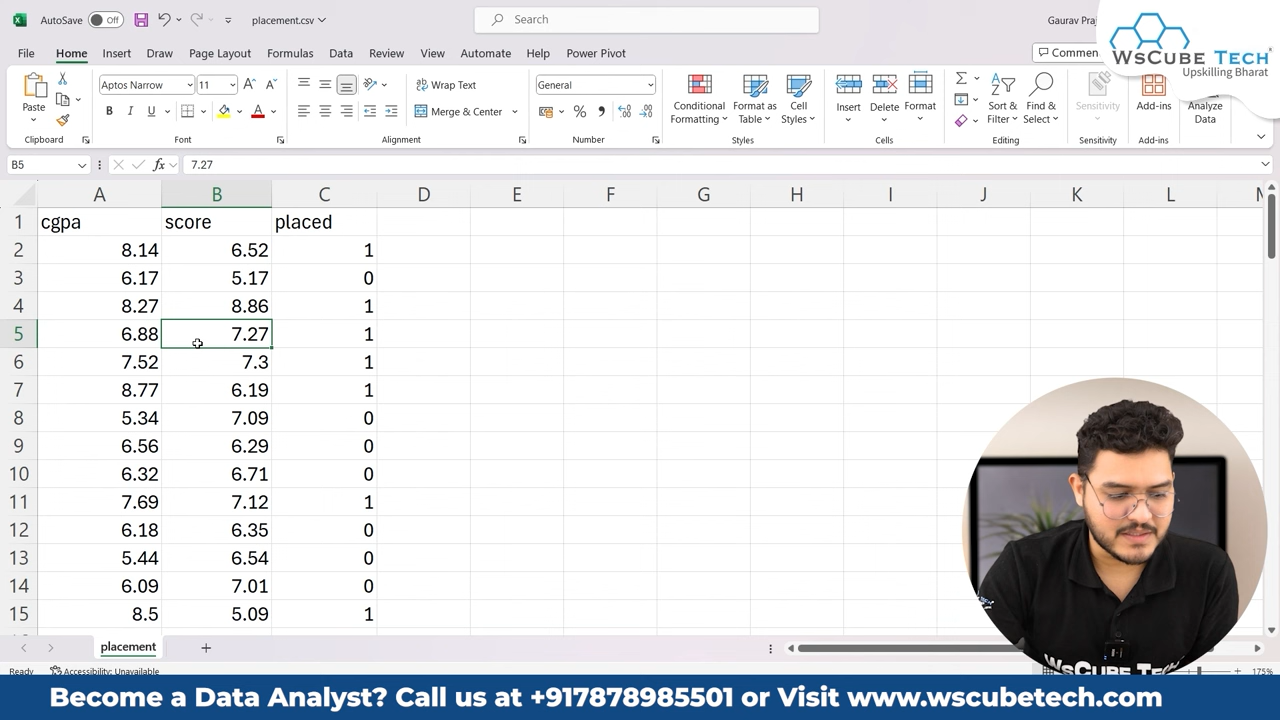 AutoSave Off placement.csv Search Gaurav Praj
WsCube Tech
Upskilling Bharat
File Home Insert Draw Page Layout Formulas Data Review View Automate Help Power Pivot
Paste Aptos Narrow 11 Wrap Text General Conditional Formatting Format as Table Cell Styles Insert Delete Format Sort & Filter Find & Select Sensitivity Add-ins Analyze Data
B I U Merge & Center
Clipboard Font Alignment Number Styles Cells Editing Sensitivity Add-ins
B5 fx 7.27
A B C D E F G H I J K L
1 cgpa score placed
2 8.14 6.52 1
3 6.17 5.17 0
4 8.27 8.86 1
5 6.88 7.27 1
6 7.52 7.3 1
7 8.77 6.19 1
8 5.34 7.09 0
9 6.56 6.29 0
10 6.32 6.71 0
11 7.69 7.12 1
12 6.18 6.35 0
13 5.44 6.54 0
14 6.09 7.01 0
15 8.5 5.09 1
placement
Ready Accessibility: Unavailable 175%
WsCube Tech
Become a Data Analyst? Call us at +917878985501 or Visit www.wscubetech.com